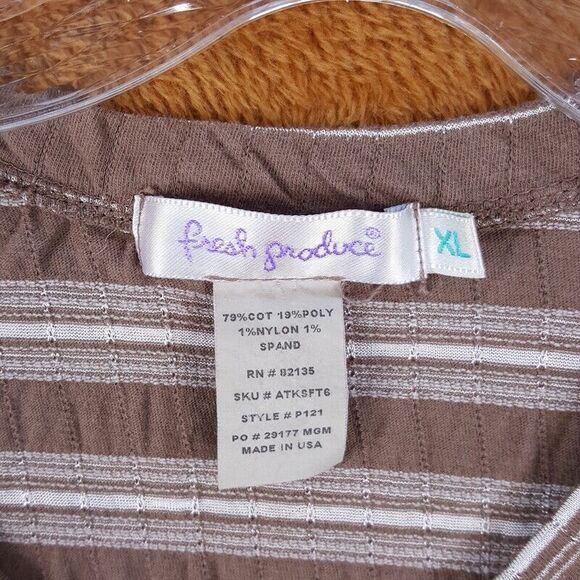 fresh produce®
XL
79%COT 19%POLY
1%NYLON 1%
SPAND
RN # 82135
SKU # ATKSFT6
STYLE # P121
PO # 29177 MGM
MADE IN USA